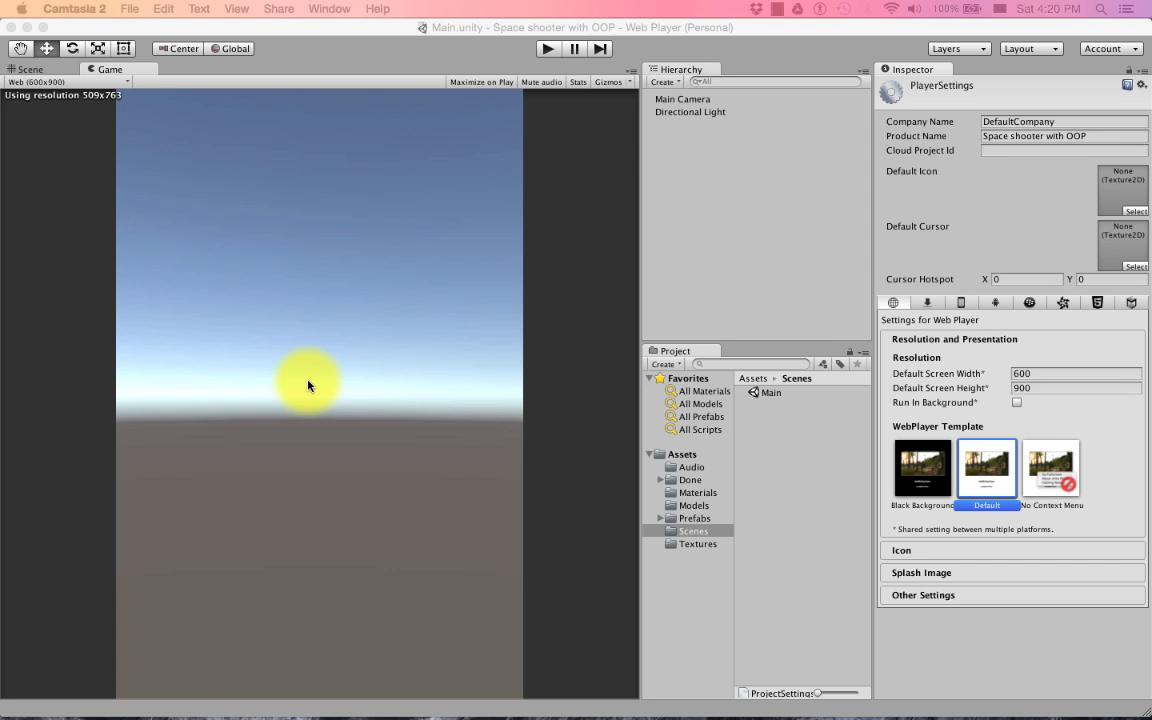 Camtasia 2 File Edit Text View Share Window Help 100% Sat 4:20 PM
Main.unity - Space shooter with OOP - Web Player (Personal)
Center Global Layers Layout Account
Scene Game
Web (600x900) Maximize on Play Mute audio Stats Gizmos
Using resolution 509x763
Hierarchy
Create All
Main Camera
Directional Light
Project
Create
Favorites
All Materials
All Models
All Prefabs
All Scripts
Assets
Audio
Done
Materials
Models
Prefabs
Scenes
Textures
Assets Scenes
Main
ProjectSettings
Inspector
PlayerSettings
Company Name DefaultCompany
Product Name Space shooter with OOP
Cloud Project Id
Default Icon
None
(Texture2D)
Select
Default Cursor
None
(Texture2D)
Select
Cursor Hotspot X 0 Y 0
Settings for Web Player
Resolution and Presentation
Resolution
Default Screen Width* 600
Default Screen Height* 900
Run In Background*
WebPlayer Template
Black Background Default No Context Menu
* Shared setting between multiple platforms.
Icon
Splash Image
Other Settings